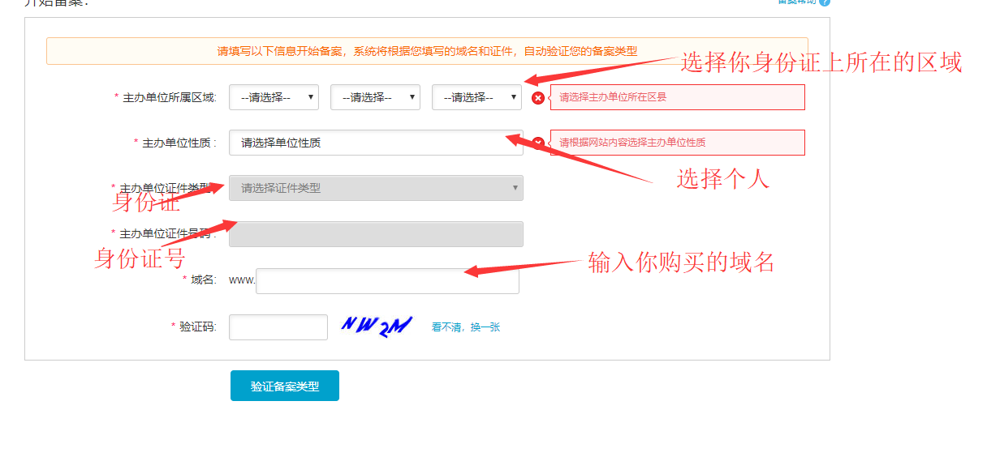 开始备案：
备案帮助 ?
请填写以下信息开始备案，系统将根据您填写的域名和证件，自动验证您的备案类型
选择你身份证上所在的区域
* 主办单位所属区域: --请选择-- --请选择-- --请选择-- 请选择主办单位所在区县
* 主办单位性质 : 请选择单位性质 请根据网站内容选择主办单位性质
选择个人
* 主办单位证件类型 请选择证件类型
身份证
* 主办单位证件号码 :
身份证号
输入你购买的域名
* 域名: www.
* 验证码: NW2M 看不清，换一张
验证备案类型